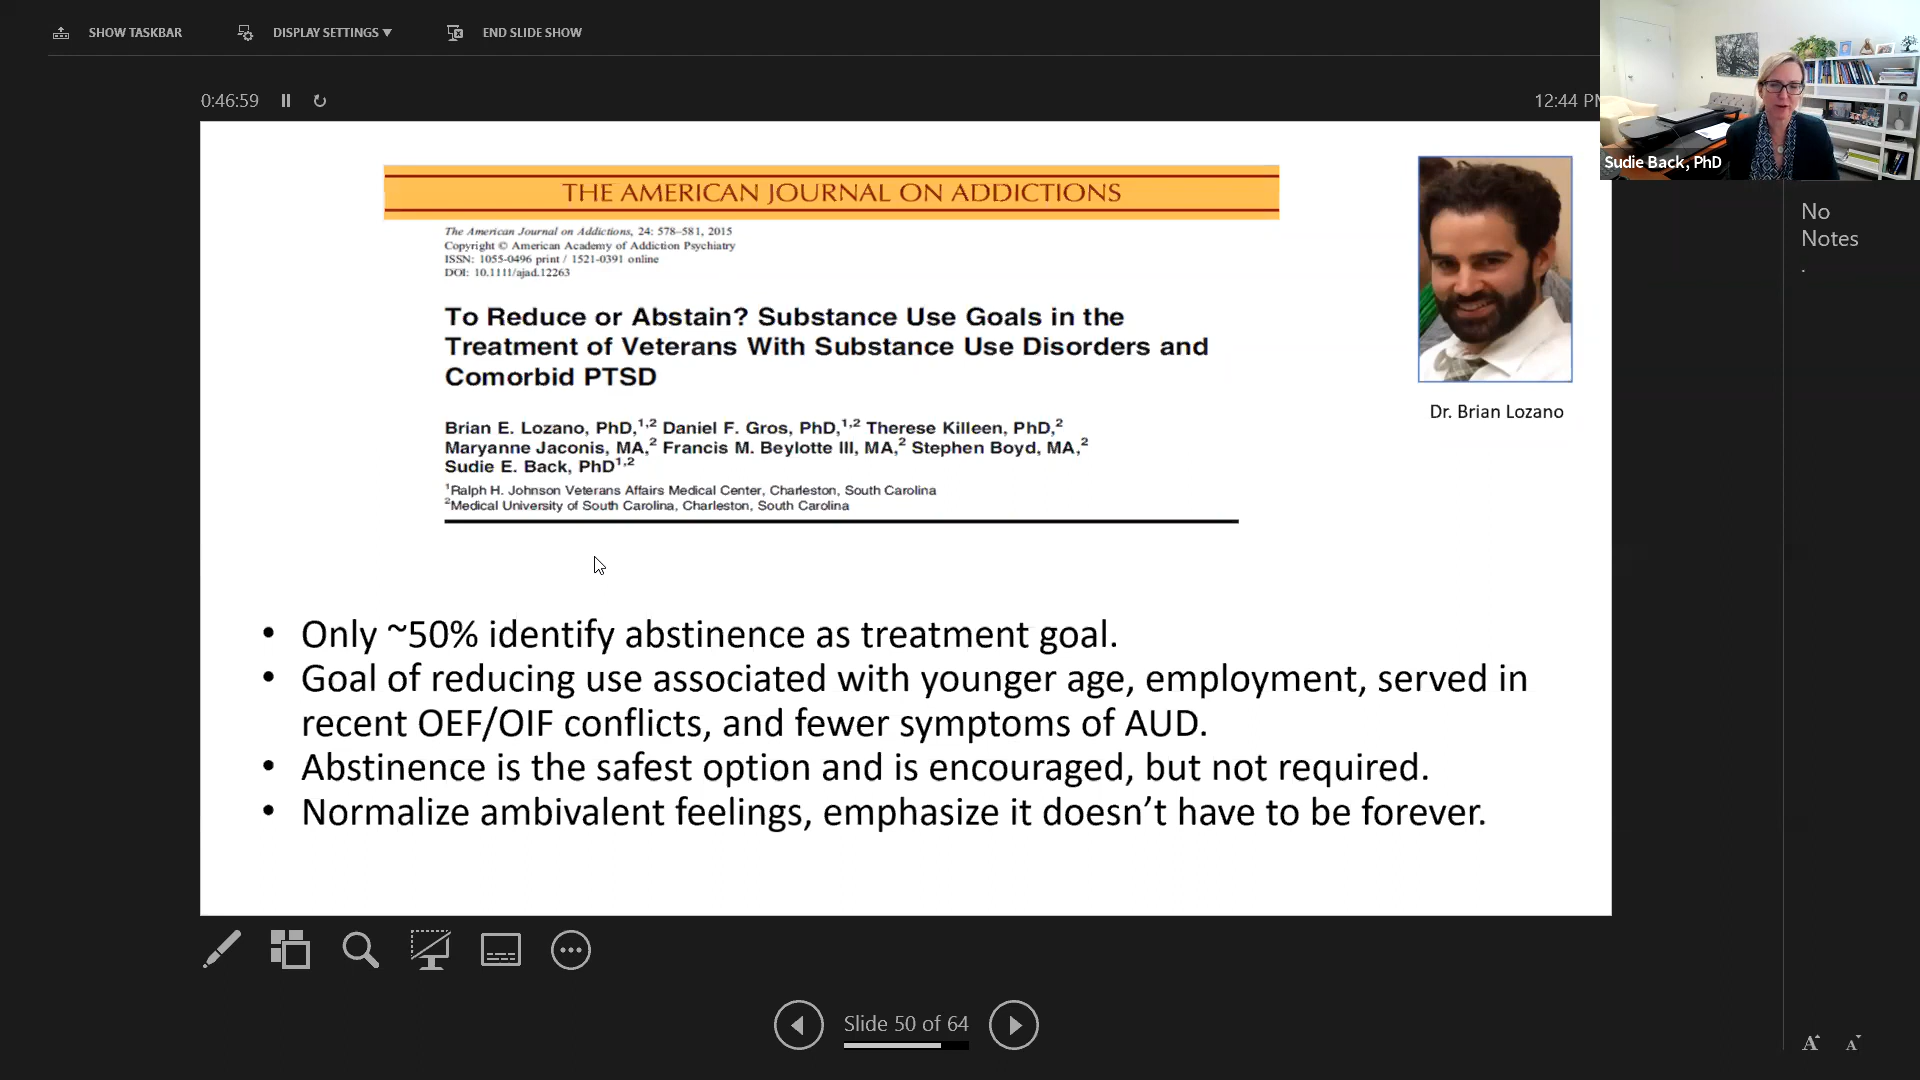 SHOW TASKBAR
DISPLAY SETTINGS ▼
END SLIDE SHOW
0:46:59
12:44 PM
Sudie Back, PhD
No
Notes
.
THE AMERICAN JOURNAL ON ADDICTIONS
The American Journal on Addictions, 24: 578–581, 2015
Copyright © American Academy of Addiction Psychiatry
ISSN: 1055-0496 print / 1521-0391 online
DOI: 10.1111/ajad.12263
To Reduce or Abstain? Substance Use Goals in the
Treatment of Veterans With Substance Use Disorders and
Comorbid PTSD
Brian E. Lozano, PhD,1,2 Daniel F. Gros, PhD,1,2 Therese Killeen, PhD,2
Maryanne Jaconis, MA,2 Francis M. Beylotte III, MA,2 Stephen Boyd, MA,2
Sudie E. Back, PhD1,2
1Ralph H. Johnson Veterans Affairs Medical Center, Charleston, South Carolina
2Medical University of South Carolina, Charleston, South Carolina
Dr. Brian Lozano
• Only ~50% identify abstinence as treatment goal.
• Goal of reducing use associated with younger age, employment, served in
recent OEF/OIF conflicts, and fewer symptoms of AUD.
• Abstinence is the safest option and is encouraged, but not required.
• Normalize ambivalent feelings, emphasize it doesn’t have to be forever.
Slide 50 of 64
A A